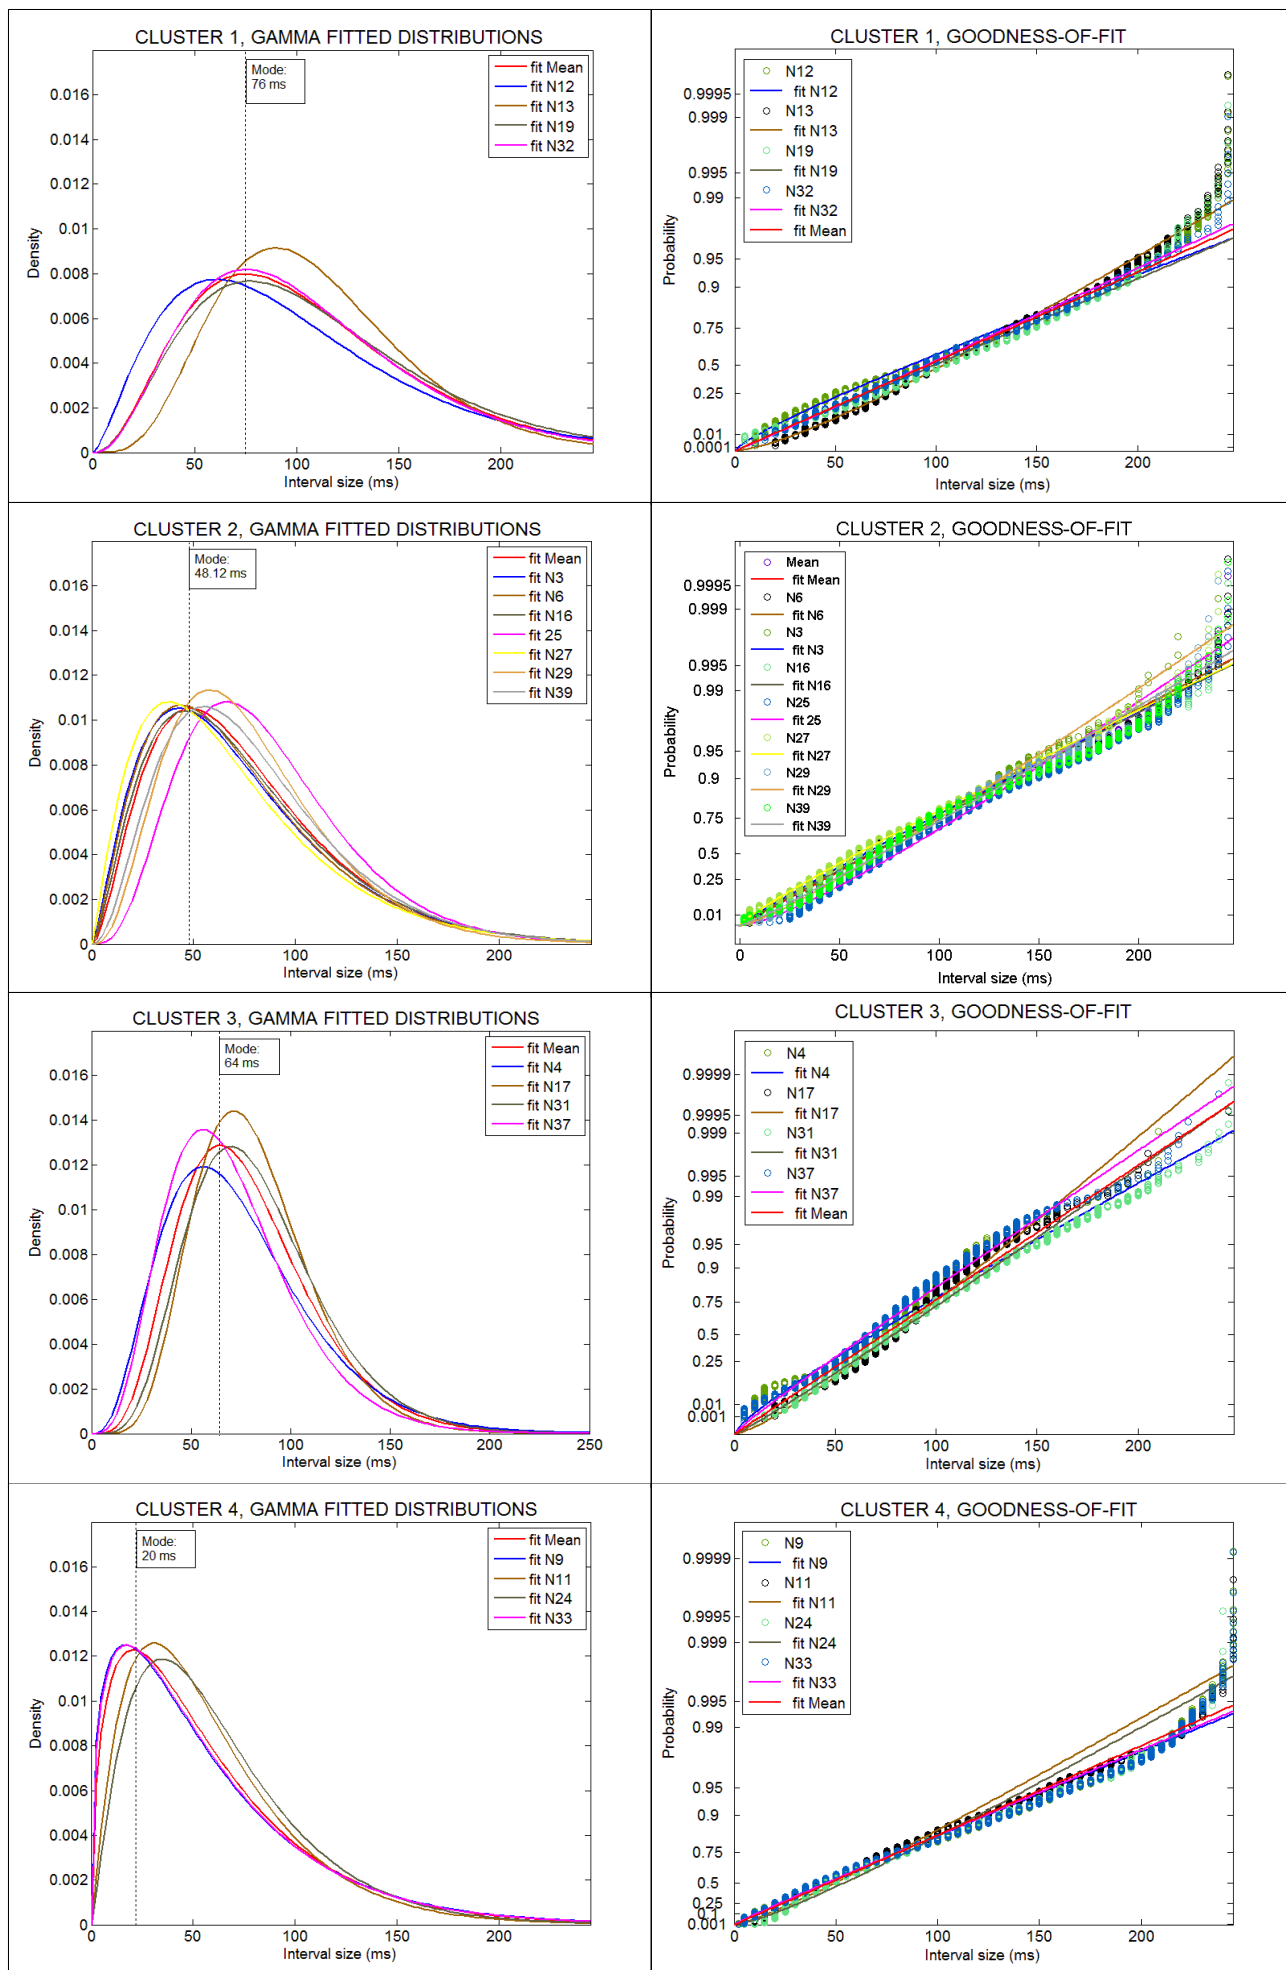 CLUSTER 1, GAMMA FITTED DISTRIBUTIONS
Mode:
76 ms
fit Mean
fit N12
fit N13
fit N19
fit N32
0.016
0.014
0.012
0.01
0.008
0.006
0.004
0.002
0
Density
0 50 100 150 200
Interval size (ms)
CLUSTER 1, GOODNESS-OF-FIT
N12
fit N12
N13
fit N13
N19
fit N19
N32
fit N32
fit Mean
0.9995
0.999
0.995
0.99
0.95
0.9
0.75
0.5
0.25
0.01
0.0001
Probability
0 50 100 150 200
Interval size (ms)
CLUSTER 2, GAMMA FITTED DISTRIBUTIONS
Mode:
48.12 ms
fit Mean
fit N3
fit N6
fit N16
fit 25
fit N27
fit N29
fit N39
0.016
0.014
0.012
0.01
0.008
0.006
0.004
0.002
0
Density
0 50 100 150 200
Interval size (ms)
CLUSTER 2, GOODNESS-OF-FIT
Mean
fit Mean
N6
fit N6
N3
fit N3
N16
fit N16
N25
fit 25
N27
fit N27
N29
fit N29
N39
fit N39
0.9995
0.999
0.995
0.99
0.95
0.9
0.75
0.5
0.25
0.01
Probability
0 50 100 150 200
Interval size (ms)
CLUSTER 3, GAMMA FITTED DISTRIBUTIONS
Mode:
64 ms
fit Mean
fit N4
fit N17
fit N31
fit N37
0.016
0.014
0.012
0.01
0.008
0.006
0.004
0.002
0
Density
0 50 100 150 200 250
Interval size (ms)
CLUSTER 3, GOODNESS-OF-FIT
N4
fit N4
N17
fit N17
N31
fit N31
N37
fit N37
fit Mean
0.9999
0.9995
0.999
0.995
0.99
0.95
0.9
0.75
0.5
0.25
0.01
0.001
Probability
0 50 100 150 200
Interval size (ms)
CLUSTER 4, GAMMA FITTED DISTRIBUTIONS
Mode:
20 ms
fit Mean
fit N9
fit N11
fit N24
fit N33
0.016
0.014
0.012
0.01
0.008
0.006
0.004
0.002
0
Density
0 50 100 150 200
Interval size (ms)
CLUSTER 4, GOODNESS-OF-FIT
N9
fit N9
N11
fit N11
N24
fit N24
N33
fit N33
fit Mean
0.9999
0.9995
0.999
0.995
0.99
0.95
0.9
0.75
0.5
0.25
0.1
0.001
Probability
0 50 100 150 200
Interval size (ms)